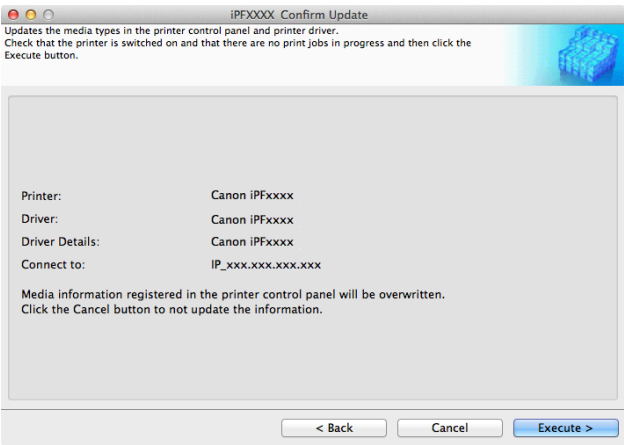 iPFXXXX Confirm Update
Updates the media types in the printer control panel and printer driver.
Check that the printer is switched on and that there are no print jobs in progress and then click the
Execute button.
Printer: Canon iPFxxxx
Driver: Canon iPFxxxx
Driver Details: Canon iPFxxxx
Connect to: IP_xxx.xxx.xxx.xxx
Media information registered in the printer control panel will be overwritten.
Click the Cancel button to not update the information.
< Back Cancel Execute >